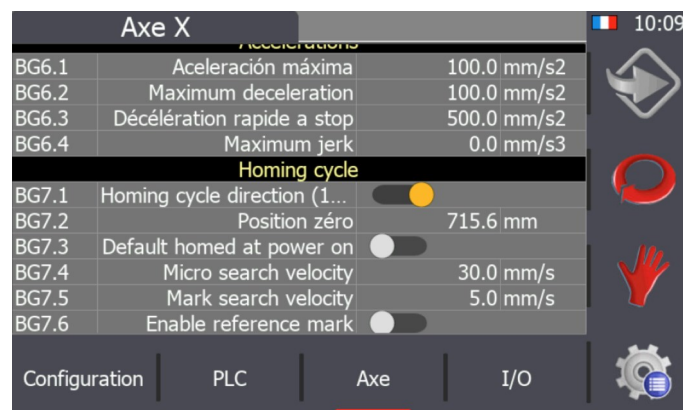 Axe X
10:09
Accelerations
BG6.1 Aceleración máxima 100.0 mm/s2
BG6.2 Maximum deceleration 100.0 mm/s2
BG6.3 Décélération rapide a stop 500.0 mm/s2
BG6.4 Maximum jerk 0.0 mm/s3
Homing cycle
BG7.1 Homing cycle direction (1...
BG7.2 Position zéro 715.6 mm
BG7.3 Default homed at power on
BG7.4 Micro search velocity 30.0 mm/s
BG7.5 Mark search velocity 5.0 mm/s
BG7.6 Enable reference mark
Configuration PLC Axe I/O